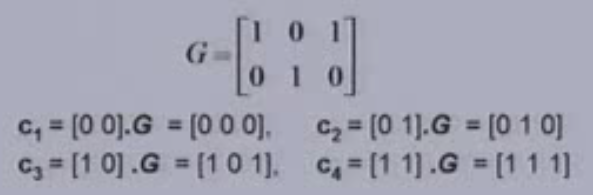 G = [1 0 1
0 1 0]
c₁ = [0 0].G = [0 0 0], c₂ = [0 1].G = [0 1 0]
c₃ = [1 0] .G = [1 0 1], c₄ = [1 1] .G = [1 1 1]